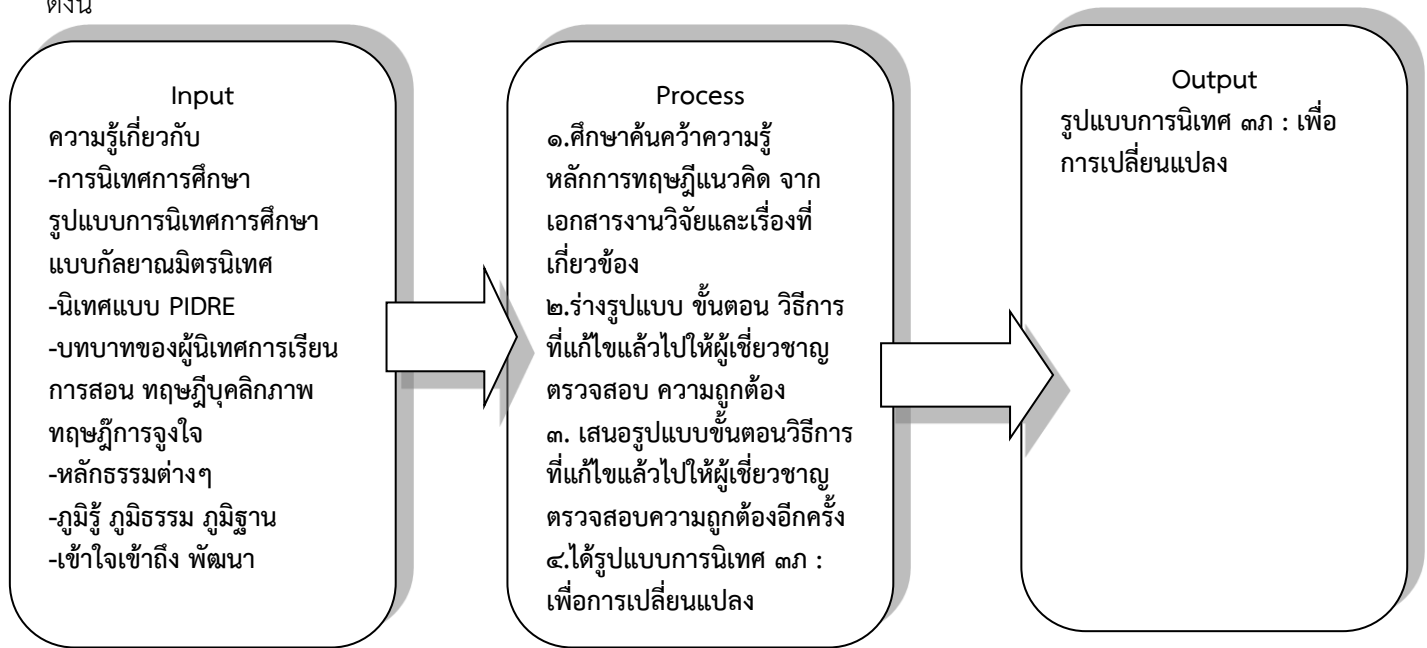 ดังนี้
Input
ความรู้เกี่ยวกับ
-การนิเทศการศึกษา
รูปแบบการนิเทศการศึกษา
แบบกัลยาณมิตรนิเทศ
-นิเทศแบบ PIDRE
-บทบาทของผู้นิเทศการเรียน
การสอน ทฤษฎีบุคลิกภาพ
ทฤษฎ๊การจูงใจ
-หลักธรรมต่างๆ
-ภูมิรู้ ภูมิธรรม ภูมิฐาน
-เข้าใจเข้าถึง พัฒนา
Process
๑.ศึกษาค้นคว้าความรู้
หลักการทฤษฎีแนวคิด จาก
เอกสารงานวิจัยและเรื่องที่
เกี่ยวข้อง
๒.ร่างรูปแบบ ขั้นตอน วิธีการ
ที่แก้ไขแล้วไปให้ผู้เชี่ยวชาญ
ตรวจสอบ ความถูกต้อง
๓. เสนอรูปแบบขั้นตอนวิธีการ
ที่แก้ไขแล้วไปให้ผู้เชี่ยวชาญ
ตรวจสอบความถูกต้องอีกครั้ง
๔.ได้รูปแบบการนิเทศ ๓ภ :
เพื่อการเปลี่ยนแปลง
Output
รูปแบบการนิเทศ ๓ภ : เพื่อ
การเปลี่ยนแปลง